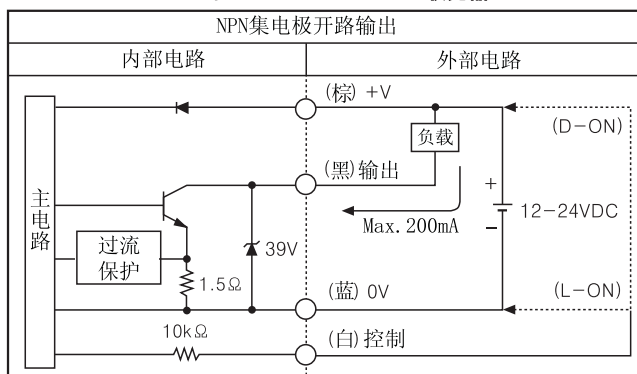 NPN集电极开路输出
内部电路
外部电路
(棕) +V
(D-ON)
负载
(黑)输出
主电路
+
12-24VDC
-
Max.200mA
过流
保护
39V
1.5Ω
(蓝) 0V
(L-ON)
10kΩ
(白)控制